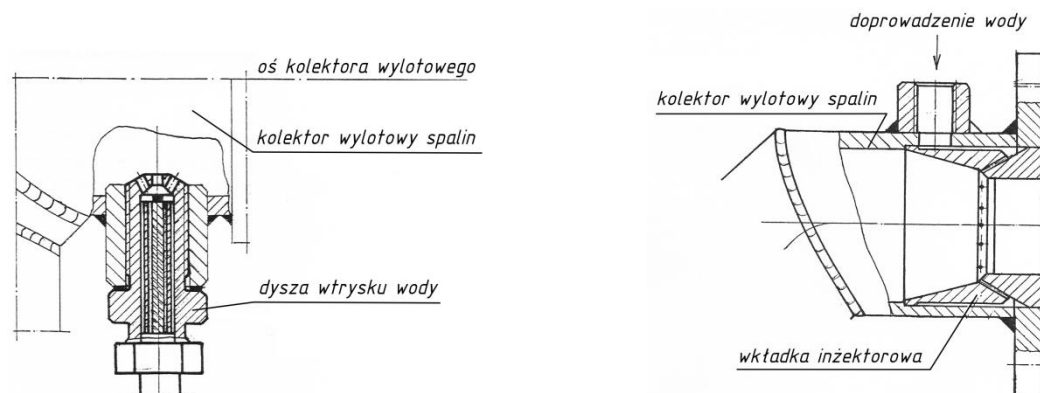 oś kolektora wylotowego
kolektor wylotowy spalin
dysza wtrysku wody
doprowadzenie wody
kolektor wylotowy spalin
wkładka inżektorowa